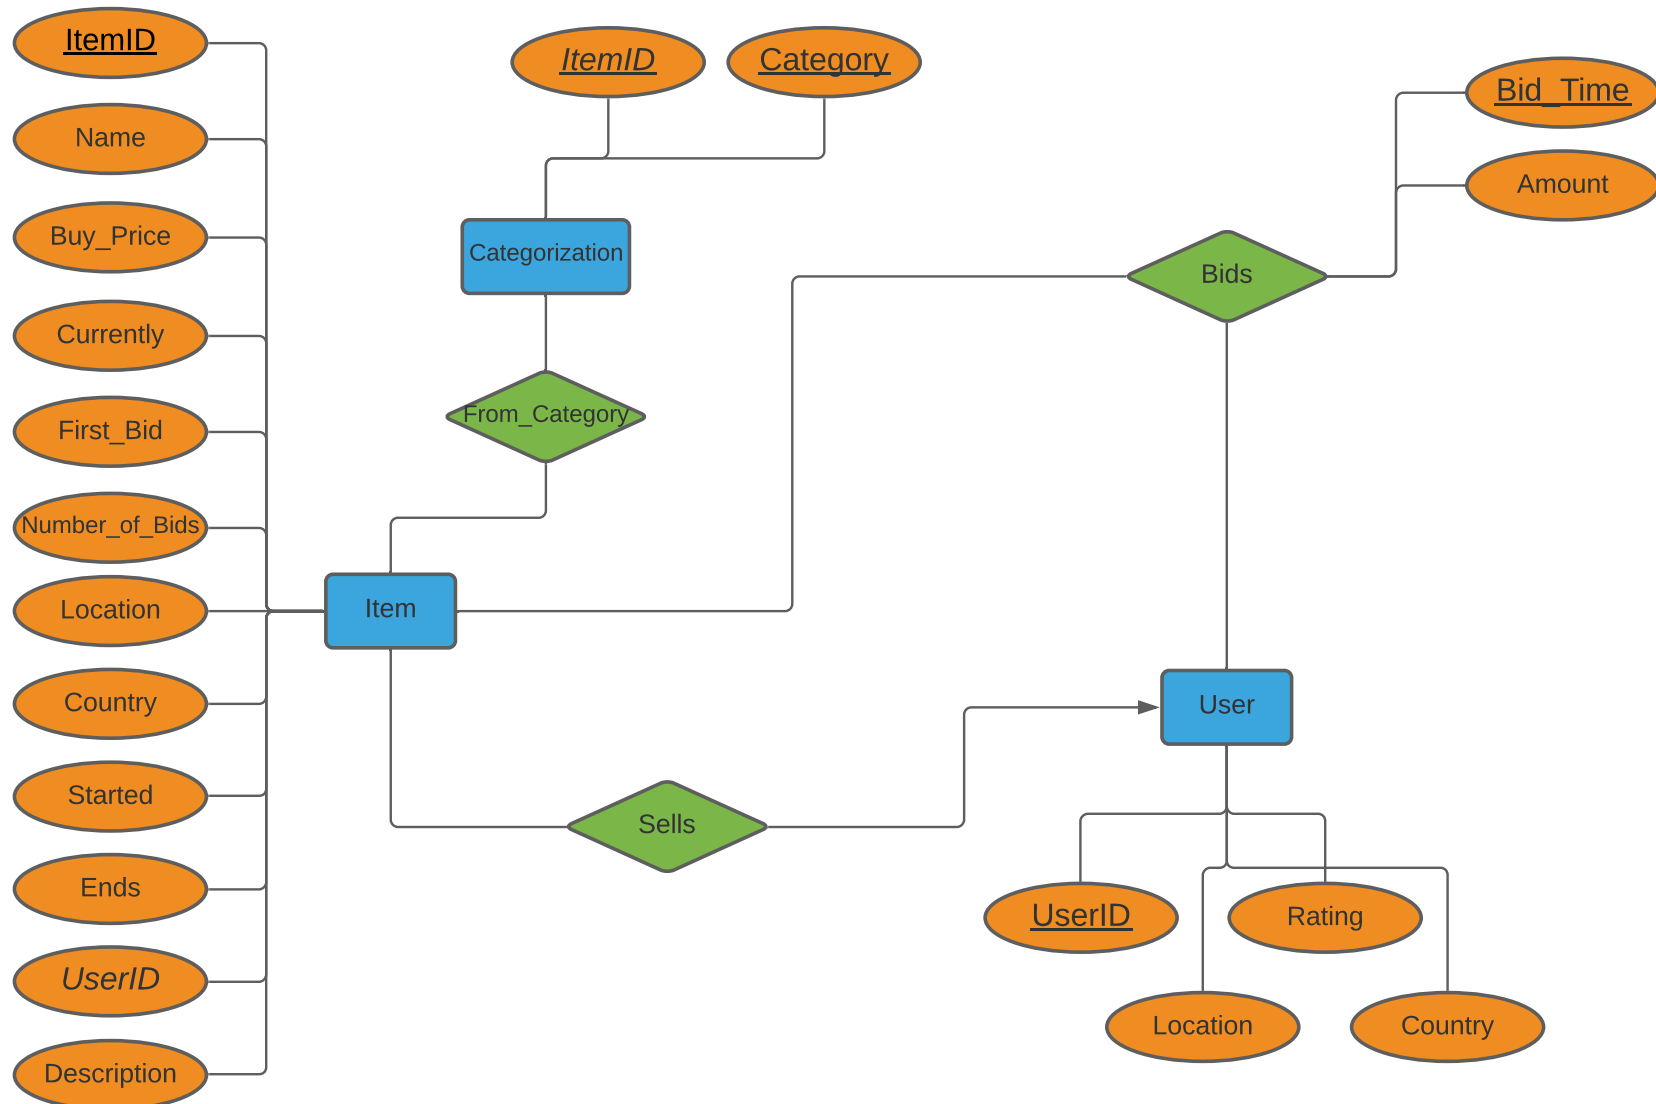 ItemID
Name
Buy_Price
Currently
First_Bid
Number_of_Bids
Location
Country
Started
Ends
UserID
Description
ItemID
Category
Categorization
From_Category
Item
Sells
Bids
Bid_Time
Amount
User
UserID
Rating
Location
Country